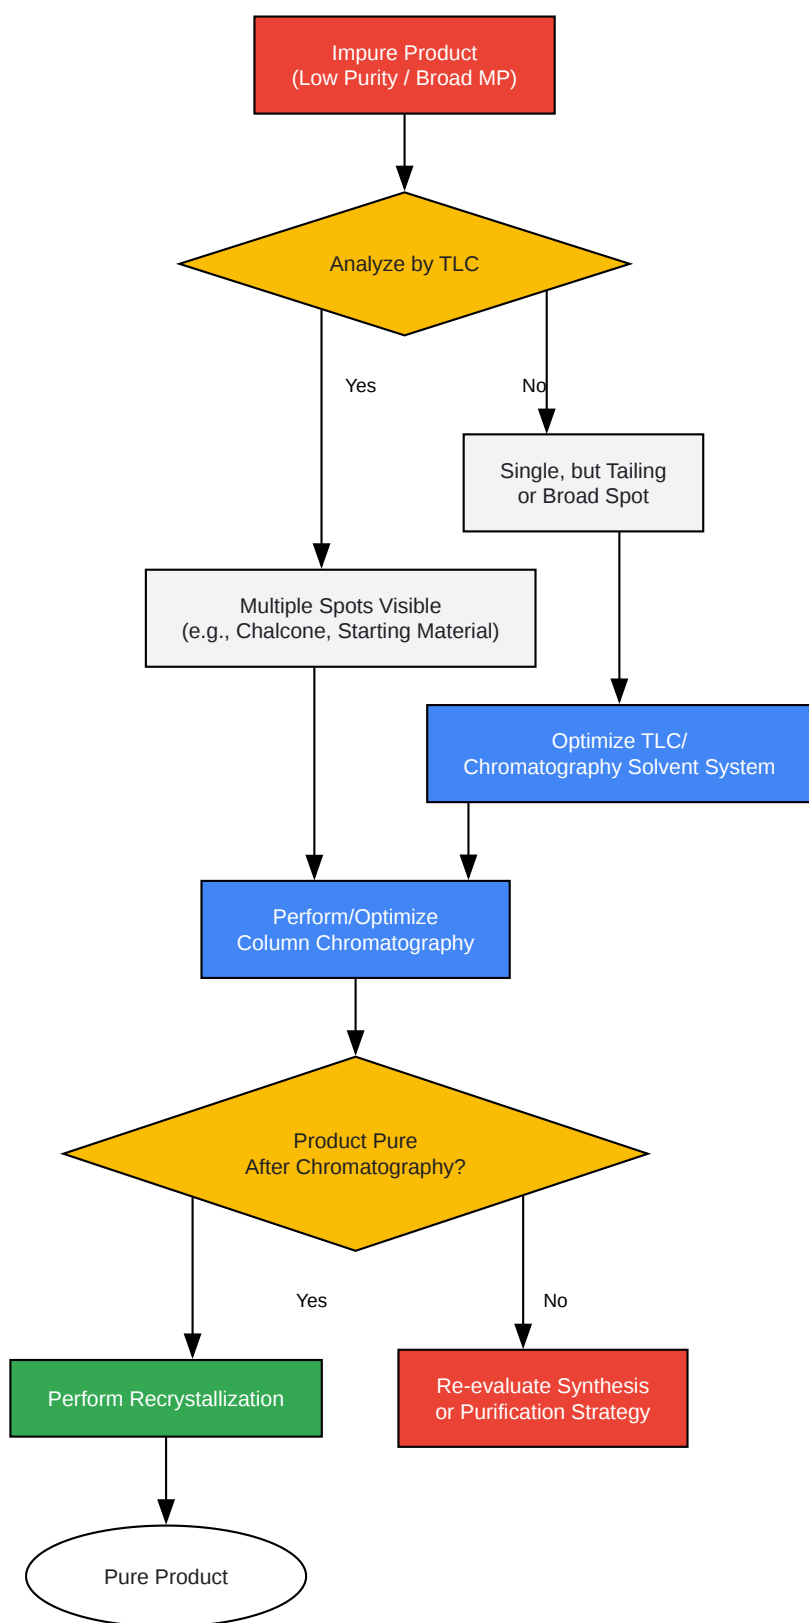 Impure Product
(Low Purity / Broad MP)
Analyze by TLC
Yes
No
Single, but Tailing
or Broad Spot
Multiple Spots Visible
(e.g., Chalcone, Starting Material)
Optimize TLC/
Chromatography Solvent System
Perform/Optimize
Column Chromatography
Product Pure
After Chromatography?
Yes
No
Perform Recrystallization
Re-evaluate Synthesis
or Purification Strategy
Pure Product